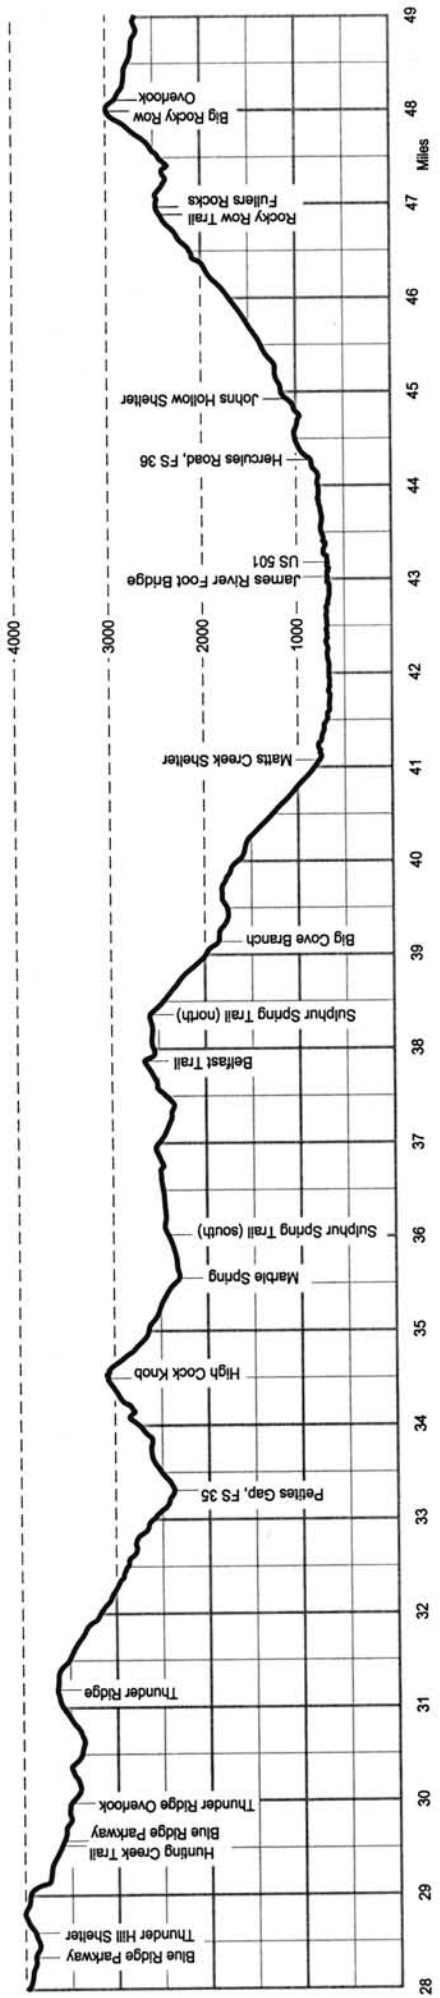 4000
3000
2000
1000
Blue Ridge Parkway
Thunder Hill Shelter
Hunting Creek Trail
Blue Ridge Parkway
Thunder Ridge Overlook
Thunder Ridge
Petites Gap, FS 35
High Cock Knob
Marble Spring
Sulphur Spring Trail (south)
Belfast Trail
Sulphur Spring Trail (north)
Big Cove Branch
Matts Creek Shelter
James River Foot Bridge
US 501
Hercules Road, FS 36
Johns Hollow Shelter
Rocky Row Trail
Fullers Rocks
Big Rocky Row
Overlook
28
29
30
31
32
33
34
35
36
37
38
39
40
41
42
43
44
45
46
47
Miles
48
49